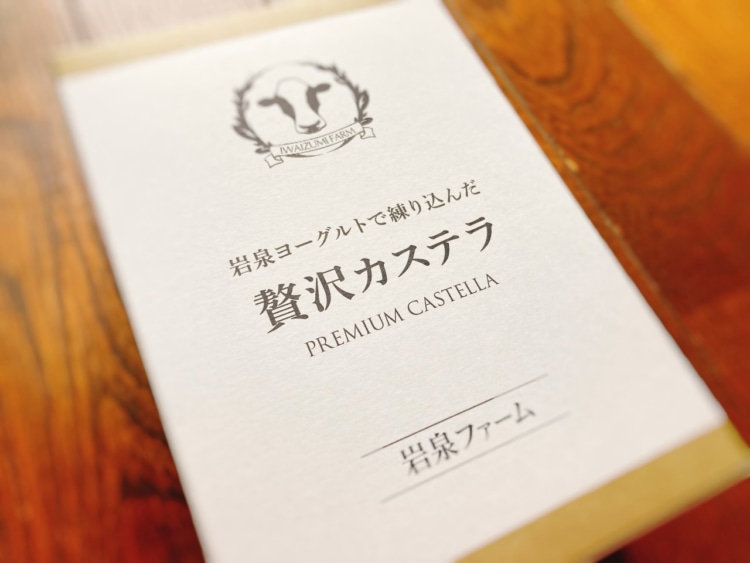 IWAIZUMI FARM
岩泉ヨーグルトで練り込んだ
贅沢カステラ
PREMIUM CASTELLA
岩泉ファーム